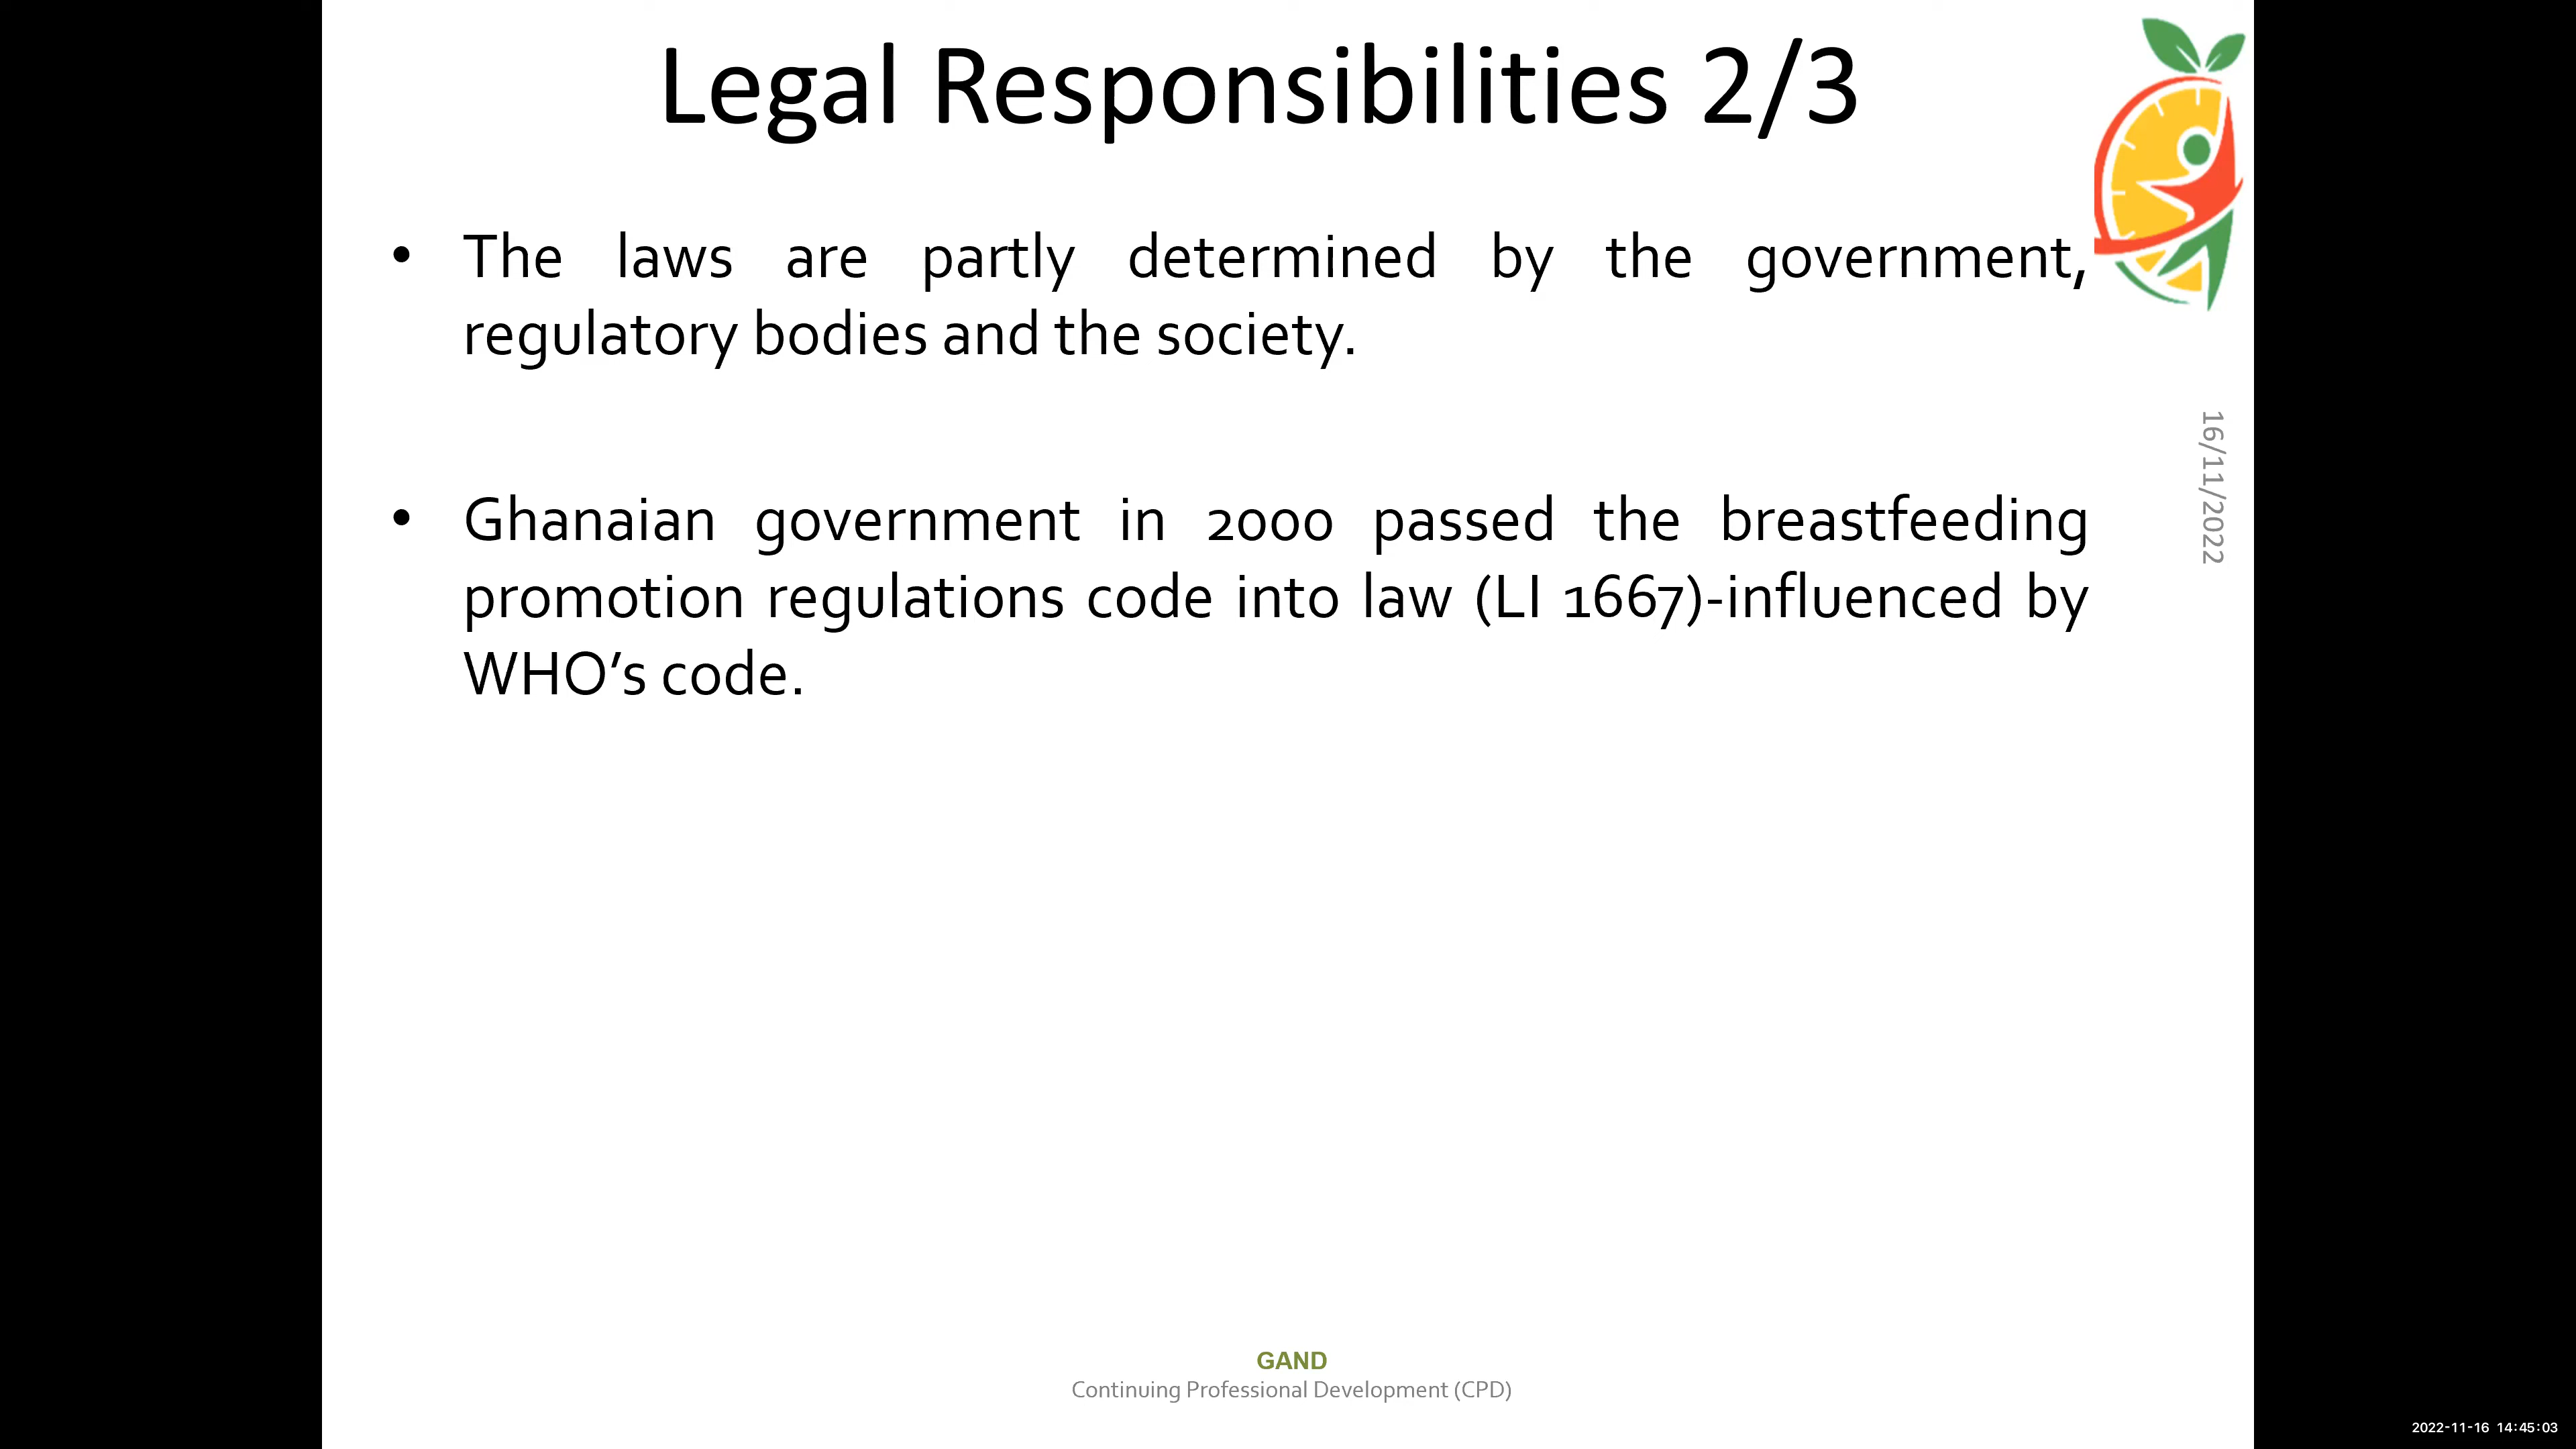 Legal Responsibilities 2/3
• The laws are partly determined by the government,
regulatory bodies and the society.
• Ghanaian government in 2000 passed the breastfeeding
promotion regulations code into law (LI 1667)-influenced by
WHO’s code.
16/11/2022
GAND
Continuing Professional Development (CPD)
2022-11-16 14:45:03